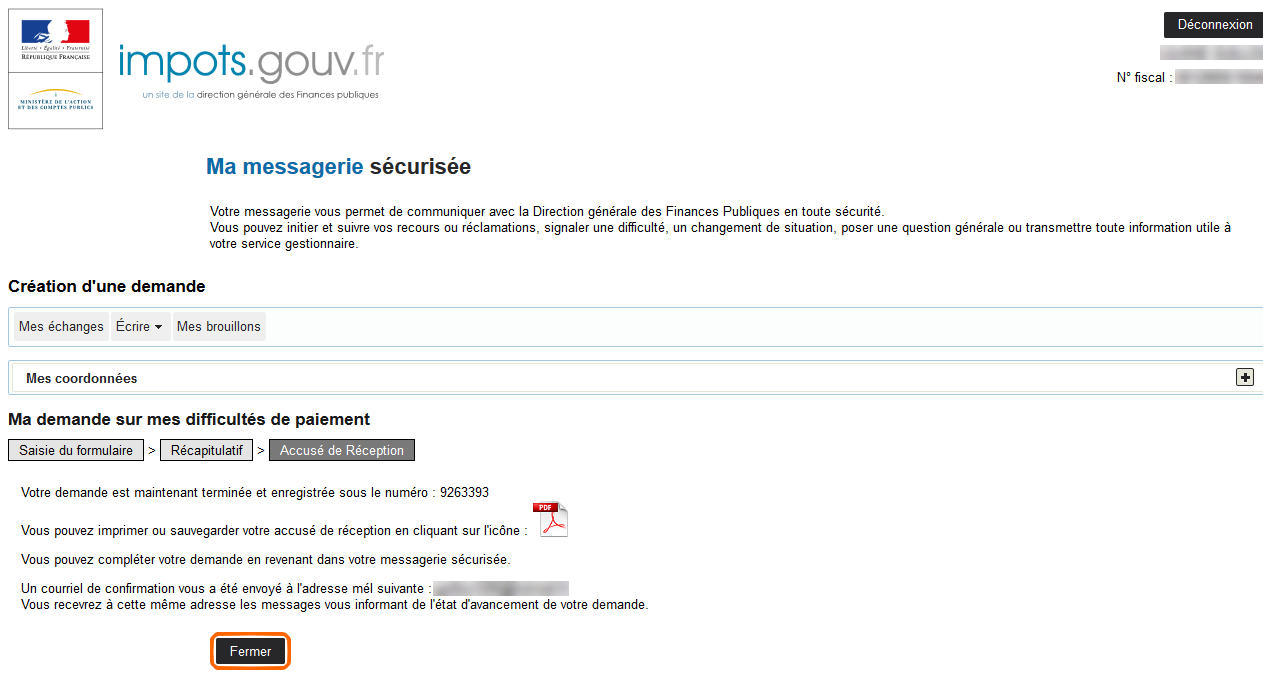 Liberté • Égalité • Fraternité
RÉPUBLIQUE FRANÇAISE
MINISTÈRE DE L'ACTION
ET DES COMPTES PUBLICS
impots.gouv.fr
un site de la direction générale des Finances publiques
Déconnexion
N° fiscal :
Ma messagerie sécurisée
Votre messagerie vous permet de communiquer avec la Direction générale des Finances Publiques en toute sécurité.
Vous pouvez initier et suivre vos recours ou réclamations, signaler une difficulté, un changement de situation, poser une question générale ou transmettre toute information utile à
votre service gestionnaire.
Création d'une demande
Mes échanges Écrire Mes brouillons
Mes coordonnées
Ma demande sur mes difficultés de paiement
Saisie du formulaire > Récapitulatif > Accusé de Réception
Votre demande est maintenant terminée et enregistrée sous le numéro : 9263393
PDF
Vous pouvez imprimer ou sauvegarder votre accusé de réception en cliquant sur l'icône :
Vous pouvez compléter votre demande en revenant dans votre messagerie sécurisée.
Un courriel de confirmation vous a été envoyé à l'adresse mél suivante :
Vous recevrez à cette même adresse les messages vous informant de l'état d'avancement de votre demande.
Fermer